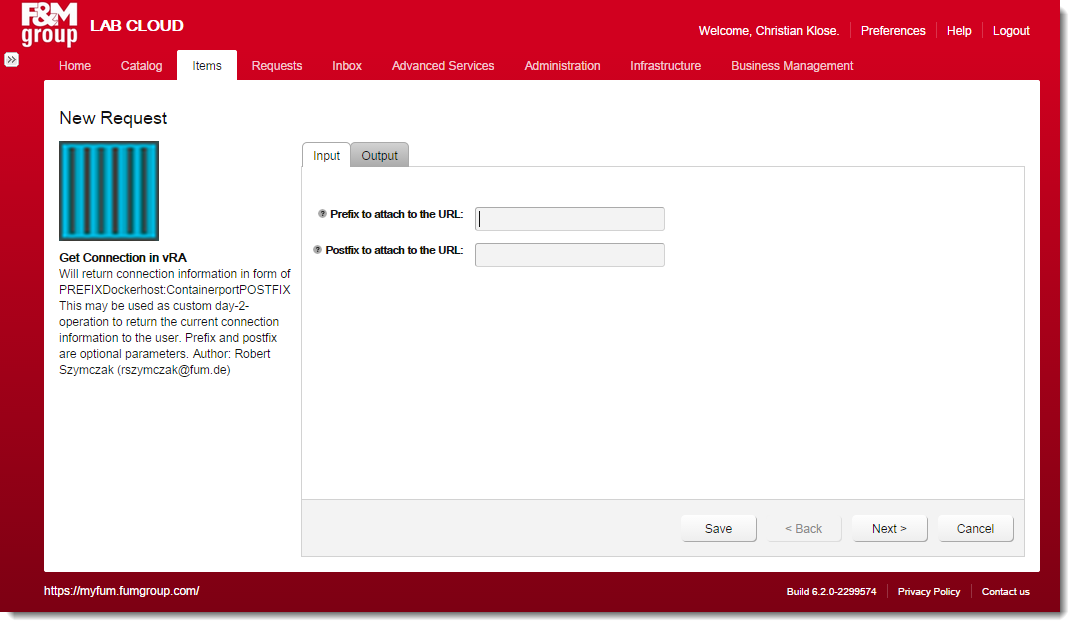 F&M
group
LAB CLOUD
Welcome, Christian Klose.
Preferences
Help
Logout
Home
Catalog
Items
Requests
Inbox
Advanced Services
Administration
Infrastructure
Business Management
New Request
Get Connection in vRA
Will return connection information in form of
PREFIXDockerhost:ContainerportPOSTFIX
This may be used as custom day-2-
operation to return the current connection
information to the user. Prefix and postfix
are optional parameters. Author: Robert
Szymczak (rszymczak@fum.de)
Input
Output
Prefix to attach to the URL:
Postfix to attach to the URL:
Save
< Back
Next >
Cancel
https://myfum.fumgroup.com/
Build 6.2.0-2299574
Privacy Policy
Contact us